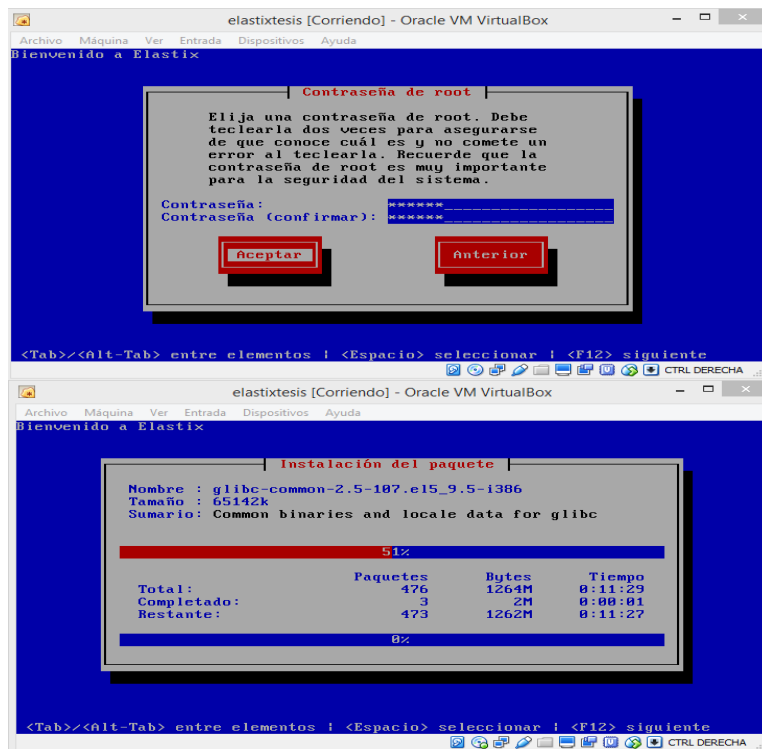 elastixtesis [Corriendo] - Oracle VM VirtualBox
Archivo Máquina Ver Entrada Dispositivos Ayuda
Bienvenido a Elastix
Contraseña de root
Elija una contraseña de root. Debe
teclearla dos veces para asegurarse
de que conoce cuál es y no comete un
error al teclearla. Recuerde que la
contraseña de root es muy importante
para la seguridad del sistema.
Contraseña: ******
Contraseña (confirmar): ******
Aceptar Anterior
<Tab>/<Alt-Tab> entre elementos | <Espacio> seleccionar | <F12> siguiente
CTRL DERECHA
elastixtesis [Corriendo] - Oracle VM VirtualBox
Archivo Máquina Ver Entrada Dispositivos Ayuda
Bienvenido a Elastix
Instalación del paquete
Nombre : glibc-common-2.5-107.el5_9.5-i386
Tamaño : 65142k
Sumario: Common binaries and locale data for glibc
51%
Paquetes Bytes Tiempo
Total: 476 1264M 0:11:29
Completado: 3 2M 0:00:01
Restante: 473 1262M 0:11:27
0%
<Tab>/<Alt-Tab> entre elementos | <Espacio> seleccionar | <F12> siguiente
CTRL DERECHA